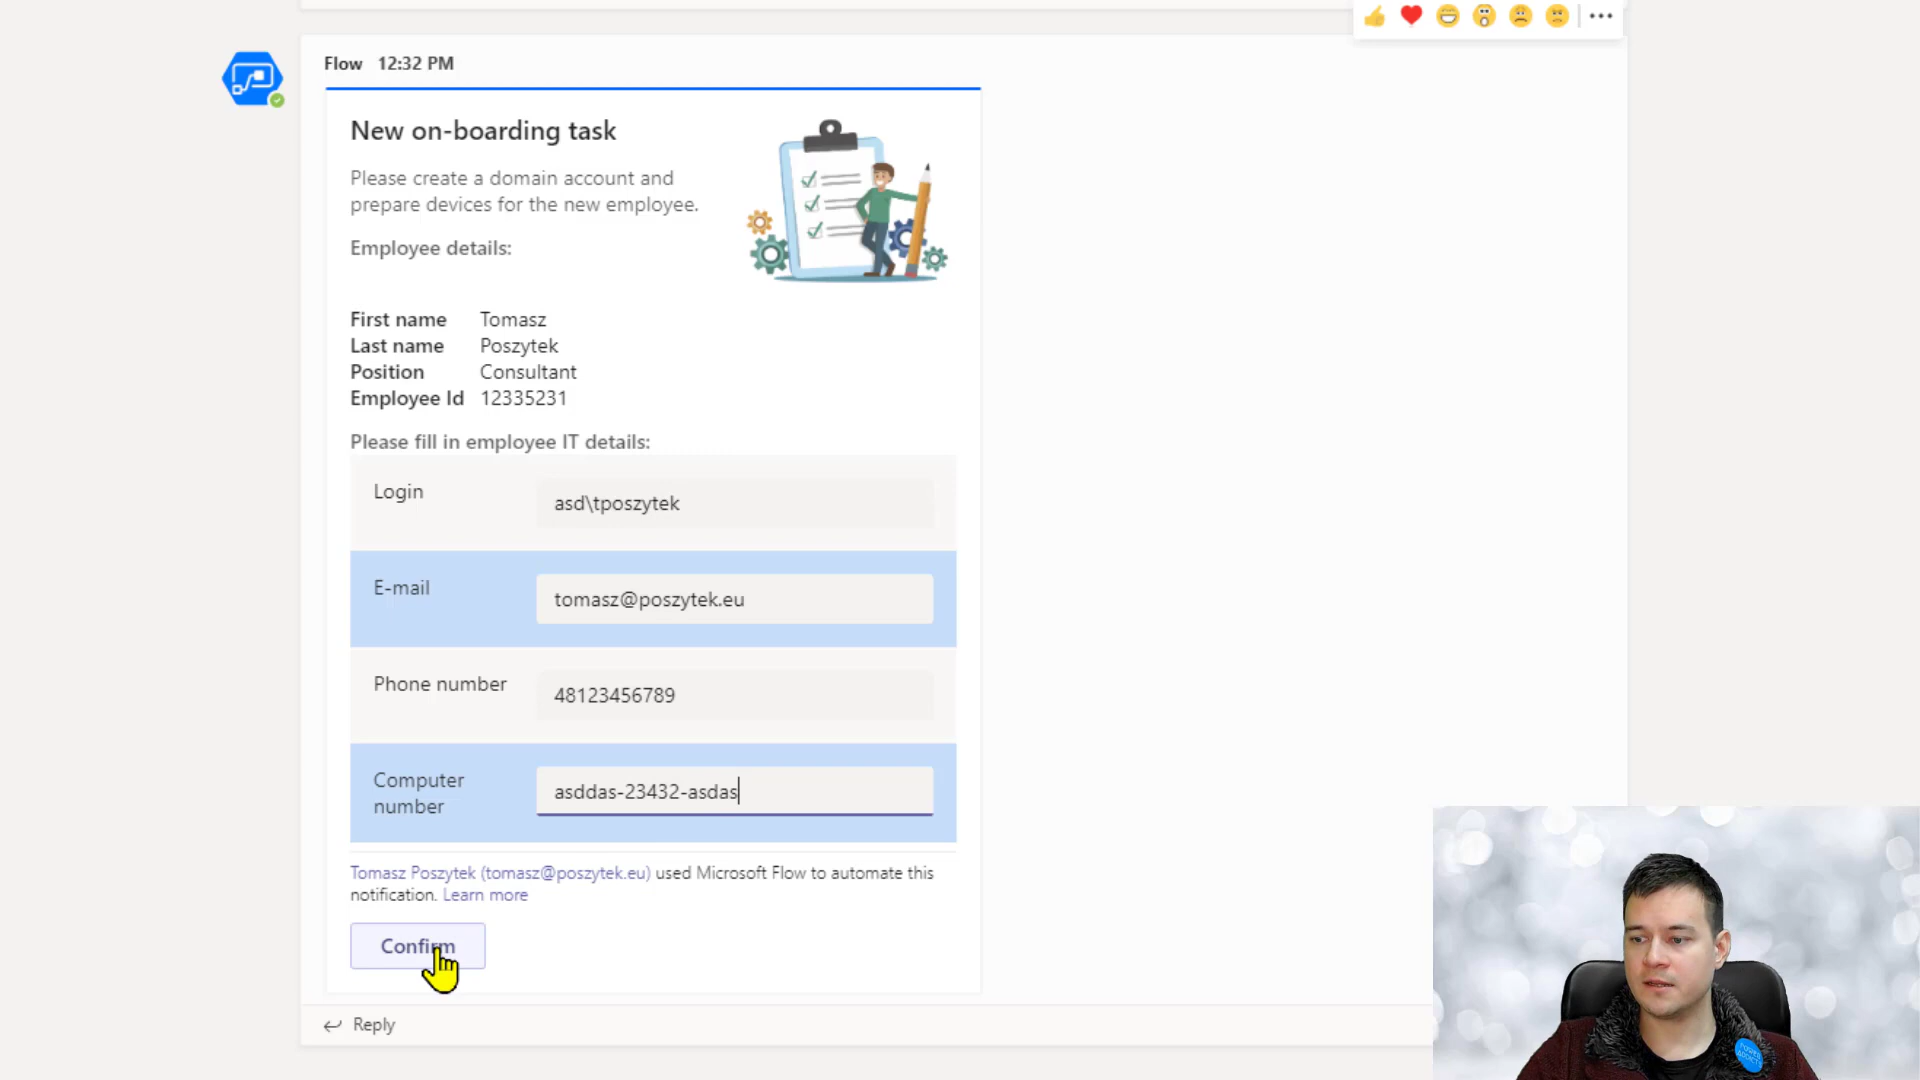 Flow 12:32 PM
New on-boarding task
Please create a domain account and
prepare devices for the new employee.
Employee details:
First name Tomasz
Last name Poszytek
Position Consultant
Employee Id 12335231
Please fill in employee IT details:
Login asd\tposzytek
E-mail tomasz@poszytek.eu
Phone number 48123456789
Computer
number
asddas-23432-asdas
Tomasz Poszytek (tomasz@poszytek.eu) used Microsoft Flow to automate this
notification. Learn more
Confirm
Reply